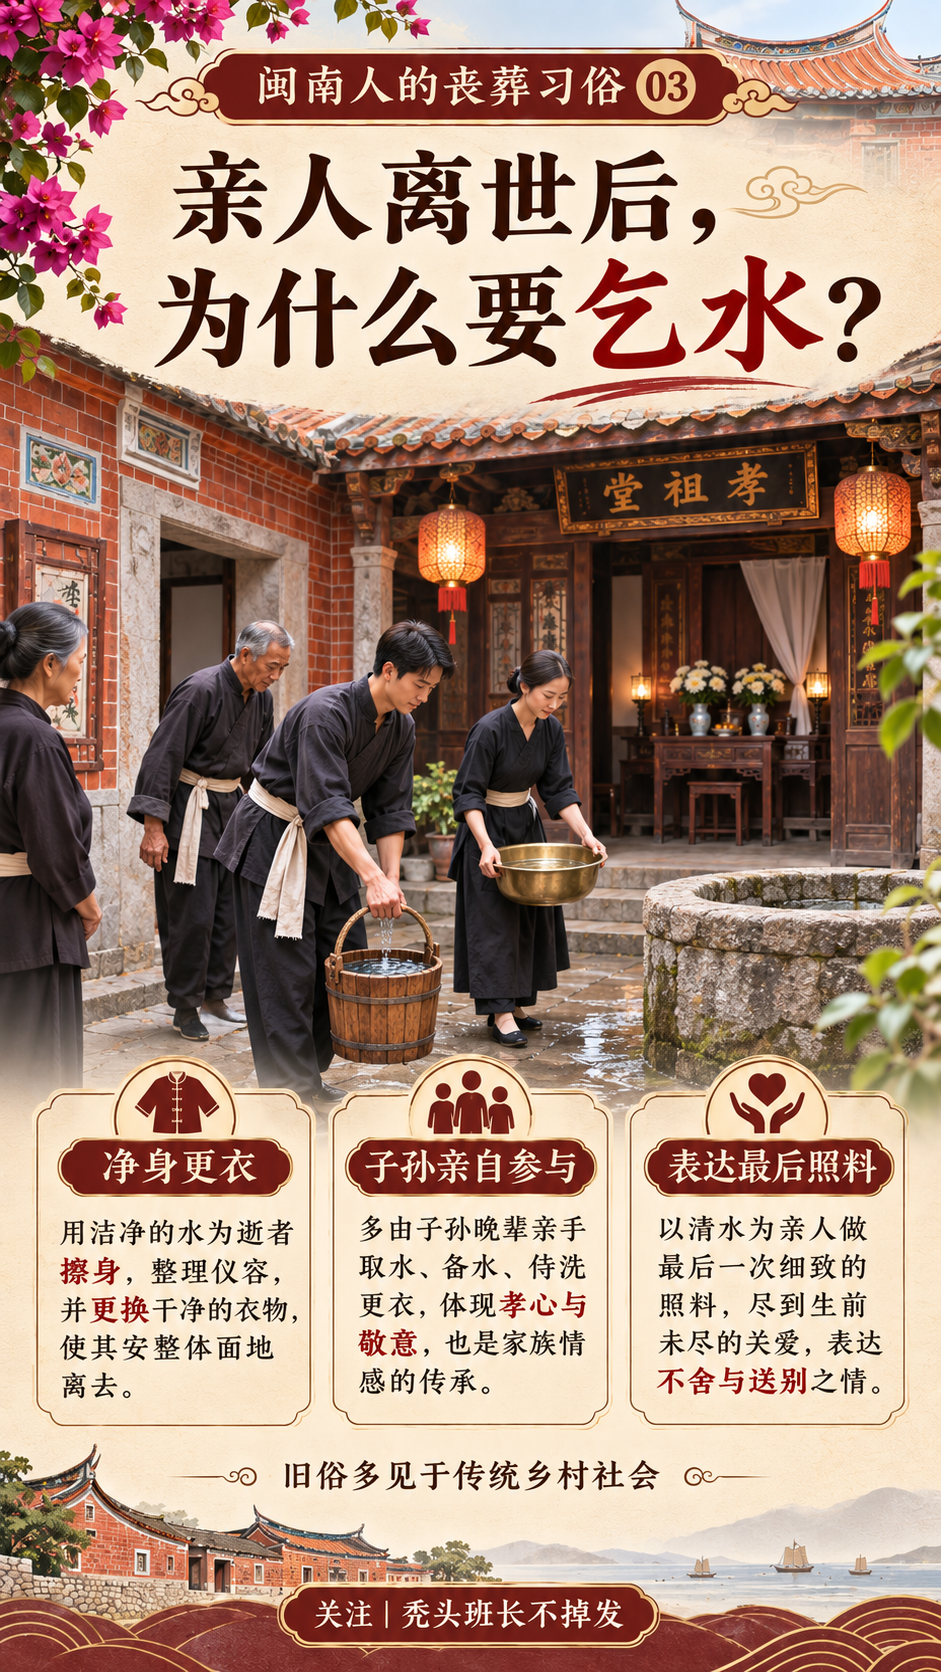 闽南人的丧葬习俗 03
亲人离世后，
为什么要乞水？
堂祖孝
净身更衣
用洁净的水为逝者
擦身，整理仪容，
并更换干净的衣物，
使其安整体面地
离去。
子孙亲自参与
多由子孙晚辈亲手
取水、备水、侍洗
更衣，体现孝心与
敬意，也是家族情
感的传承。
表达最后照料
以清水为亲人做
最后一次细致的
照料，尽到生前
未尽的关爱，表达
不舍与送别之情。
旧俗多见于传统乡村社会
关注 | 秃头班长不掉发